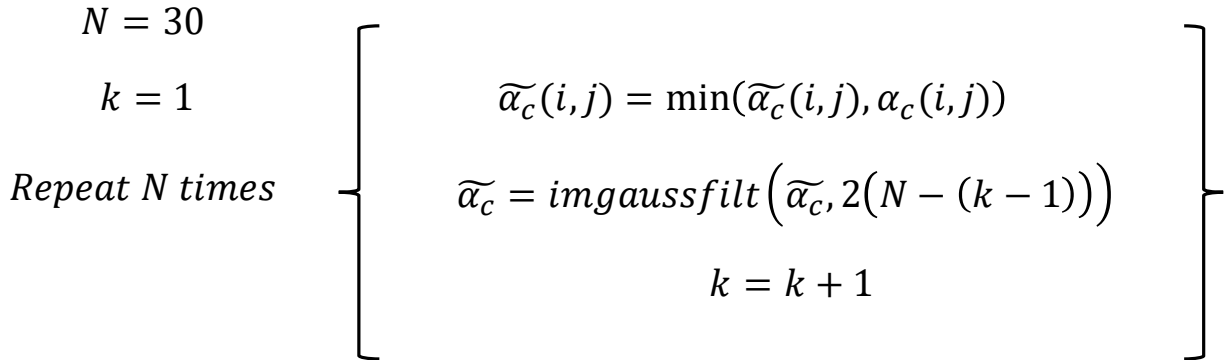 N = 30
k = 1
Repeat N times
α̃_c(i, j) = min(α̃_c(i, j), α_c(i, j))
α̃_c = imgaussfilt(α̃_c, 2(N − (k − 1)))
k = k + 1